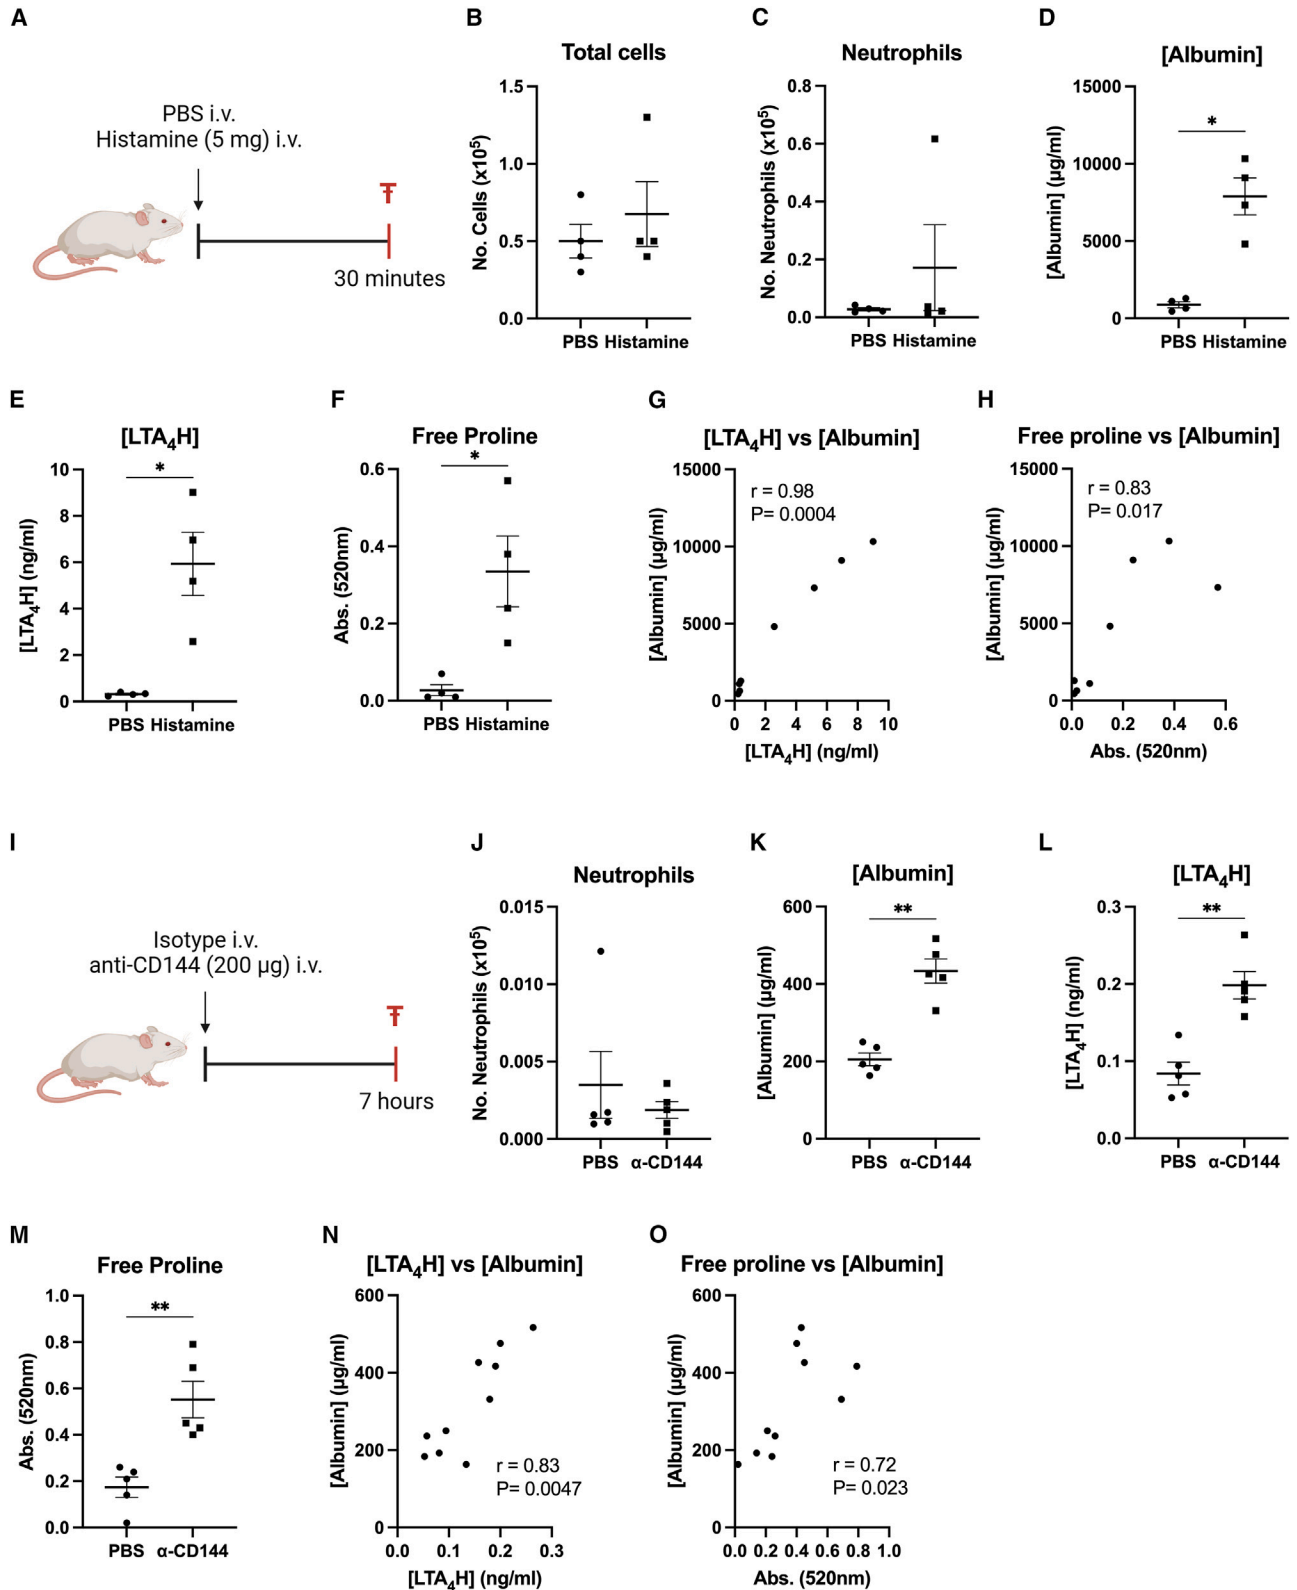 A
PBS i.v.
Histamine (5 mg) i.v.
30 minutes
B
Total cells
No. Cells (x10⁵)
1.5
1.0
0.5
0.0
PBS Histamine
C
Neutrophils
No. Neutrophils (x10⁵)
0.8
0.6
0.4
0.2
0.0
PBS Histamine
D
[Albumin]
[Albumin] (µg/ml)
15000
10000
5000
0
*
PBS Histamine
E
[LTA₄H]
[LTA₄H] (ng/ml)
10
8
6
4
2
0
*
PBS Histamine
F
Free Proline
Abs. (520nm)
0.6
0.4
0.2
0.0
*
PBS Histamine
G
[LTA₄H] vs [Albumin]
[Albumin] (µg/ml)
15000
10000
5000
0
r = 0.98
P= 0.0004
0 2 4 6 8 10
[LTA₄H] (ng/ml)
H
Free proline vs [Albumin]
[Albumin] (µg/ml)
15000
10000
5000
0
r = 0.83
P= 0.017
0.0 0.2 0.4 0.6
Abs. (520nm)
I
Isotype i.v.
anti-CD144 (200 µg) i.v.
7 hours
J
Neutrophils
No. Neutrophils (x10⁵)
0.015
0.010
0.005
0.000
PBS α-CD144
K
[Albumin]
[Albumin] (µg/ml)
600
400
200
0
**
PBS α-CD144
L
[LTA₄H]
[LTA₄H] (ng/ml)
0.3
0.2
0.1
0.0
**
PBS α-CD144
M
Free Proline
Abs. (520nm)
1.0
0.8
0.6
0.4
0.2
0.0
**
PBS α-CD144
N
[LTA₄H] vs [Albumin]
[Albumin] (µg/ml)
600
400
200
0
r = 0.83
P= 0.0047
0.0 0.1 0.2 0.3
[LTA₄H] (ng/ml)
O
Free proline vs [Albumin]
[Albumin] (µg/ml)
600
400
200
0
r = 0.72
P= 0.023
0.0 0.2 0.4 0.6 0.8 1.0
Abs. (520nm)